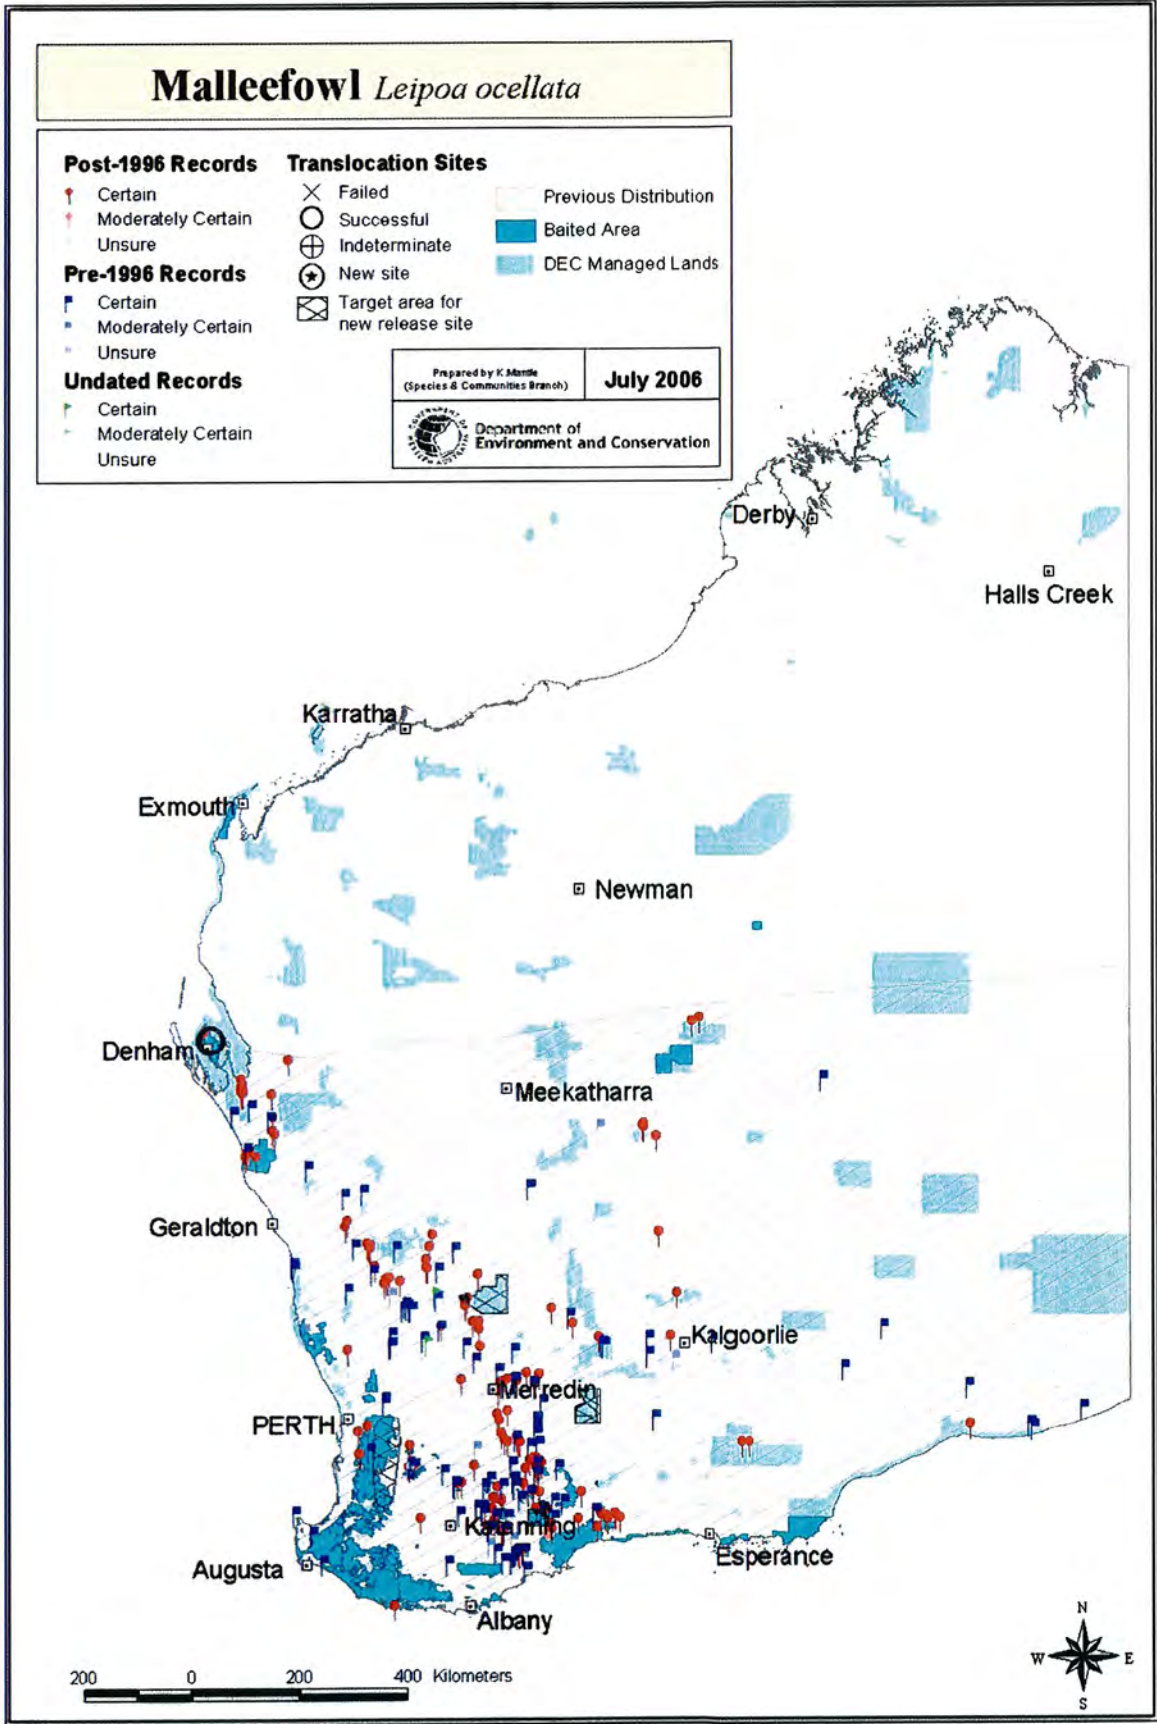 Malleefowl Leipoa ocellata
Post-1996 Records
Certain
Moderately Certain
Unsure
Pre-1996 Records
Certain
Moderately Certain
Unsure
Undated Records
Certain
Moderately Certain
Unsure
Translocation Sites
Failed
Successful
Indeterminate
New site
Target area for
new release site
Previous Distribution
Baited Area
DEC Managed Lands
Prepared by K.Mantle
(Species & Communities Branch)
July 2006
GOVERNMENT OF
WESTERN AUSTRALIA
Department of
Environment and Conservation
Derby
Halls Creek
Karratha
Exmouth
Newman
Denham
Meekatharra
Geraldton
Kalgoorlie
Merredin
PERTH
Katanning
Augusta
Esperance
Albany
200 0 200 400 Kilometers
N
W E
S